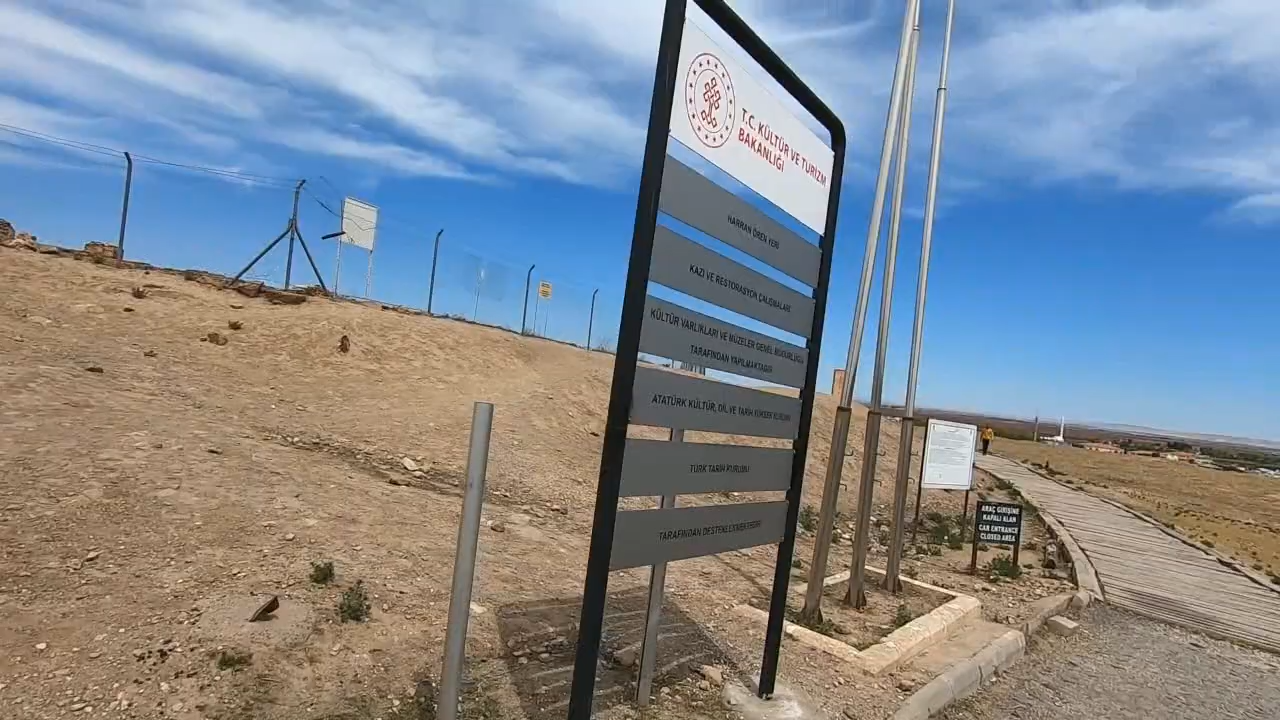 T.C. KÜLTÜR VE TURİZM
BAKANLIĞI
HARRAN ÖREN YERİ
KAZI VE RESTORASYON ÇALIŞMALARI
KÜLTÜR VARLIKLARI VE MÜZELER GENEL MÜDÜRLÜĞÜ
TARAFINDAN YAPILMAKTADIR
ATATÜRK KÜLTÜR, DİL VE TARİH YÜKSEK KURUMU
TÜRK TARİH KURUMU
TARAFINDAN DESTEKLENMEKTEDİR
ARAÇ GİRİŞİNE
KAPALI ALAN
CAR ENTRANCE
CLOSED AREA